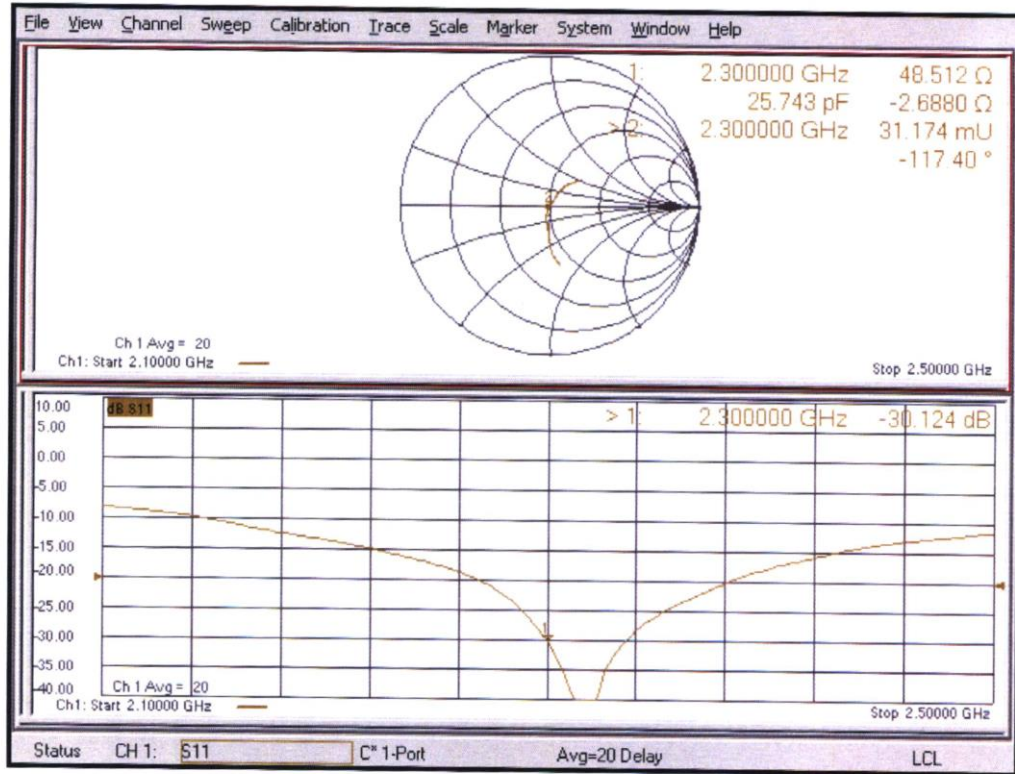 File View Channel Sweep Calibration Trace Scale Marker System Window Help
1: 2.300000 GHz 48.512 Ω
25.743 pF -2.6880 Ω
> 2: 2.300000 GHz 31.174 mU
-117.40 °
Ch 1 Avg = 20
Ch1: Start 2.10000 GHz
Stop 2.50000 GHz
10.00
dB S11
> 1: 2.300000 GHz -30.124 dB
5.00
0.00
-5.00
-10.00
-15.00
-20.00
-25.00
-30.00
1
-35.00
-40.00
Ch 1 Avg = 20
Ch1: Start 2.10000 GHz
Stop 2.50000 GHz
Status CH 1: S11 C* 1-Port Avg=20 Delay LCL